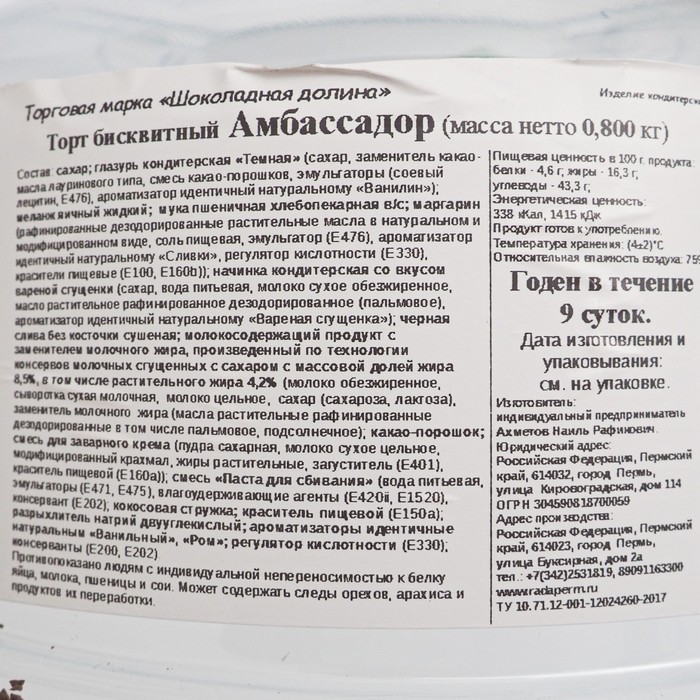 Торговая марка «Шоколадная долина»
Изделие кондитерск
Торт бисквитный Амбассадор (масса нетто 0,800 кг)
Состав: сахар; глазурь кондитерская «Темная» (сахар, заменитель какао-
масла лауринового типа, смесь какао-порошков, эмульгаторы (соевый
лецитин, Е476), ароматизатор идентичный натуральному «Ванилин»);
меланж яичный жидкий; мука пшеничная хлебопекарная в/с; маргарин
(рафинированные дезодорированные растительные масла в натуральном и
модифицированном виде, соль пищевая, эмульгатор (Е476), ароматизатор
идентичный натуральному «Сливки», регулятор кислотности (Е330),
красители пищевые (Е100, Е160b)); начинка кондитерская со вкусом
вареной сгущенки (сахар, вода питьевая, молоко сухое обезжиренное,
масло растительное рафинированное дезодорированное (пальмовое),
ароматизатор идентичный натуральному «Вареная сгущенка»); черная
слива без косточки сушеная; молокосодержащий продукт с
заменителем молочного жира, произведенный по технологии
консервов молочных сгущенных с сахаром с массовой долей жира
8,5%, в том числе растительного жира 4,2% (молоко обезжиренное,
сыворотка сухая молочная, молоко цельное, сахар (сахароза, лактоза),
заменитель молочного жира (масла растительные рафинированные
дезодорированные в том числе пальмовое, подсолнечное); какао-порошок;
смесь для заварного крема (пудра сахарная, молоко сухое цельное,
модифицированный крахмал, жиры растительные, загуститель (Е401),
краситель пищевой (Е160а)); смесь «Паста для сбивания» (вода питьевая,
эмульгаторы (Е471, Е475), влагоудерживающие агенты (Е420ii, Е1520),
консервант (Е202); кокосовая стружка; краситель пищевой (Е150а);
разрыхлитель натрий двууглекислый; ароматизаторы идентичные
натуральным «Ванильный», «Ром»; регулятор кислотности (Е330);
консерванты (Е200, Е202)
Противопоказано людям с индивидуальной непереносимостью к белку
яйца, молока, пшеницы и сои. Может содержать следы орехов, арахиса и
продуктов их переработки.
Пищевая ценность в 100 г. продукта:
белки - 4,6 г; жиры - 16,3 г;
углеводы - 43,3 г;
Энергетическая ценность:
338 кКал, 1415 кДж
Продукт готов к употреблению.
Температура хранения: (4±2)°С
Относительная влажность воздуха: 75%
Годен в течение
9 суток.
Дата изготовления и
упаковывания:
см. на упаковке.
Изготовитель:
индивидуальный предприниматель
Ахметов Наиль Рафикович.
Юридический адрес:
Российская Федерация, Пермский
край, 614032, город Пермь,
улица Кировоградская, дом 114
ОГРН 304590818700059
Адрес производства:
Российская Федерация, Пермский
край, 614023, город Пермь,
улица Буксирная, дом 2а
тел.: +7(342)2531819, 89091163300
www.radaperm.ru
ТУ 10.71.12-001-12024260-2017